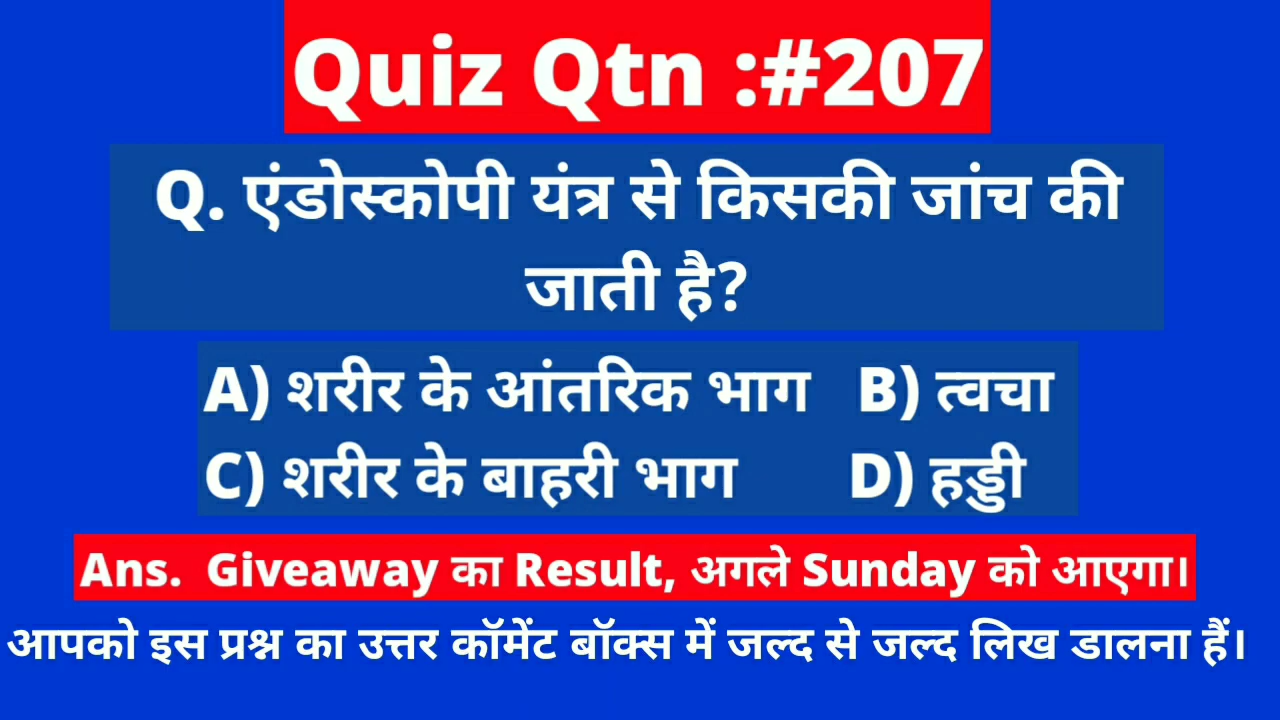 Quiz Qtn :#207
Q. एंडोस्कोपी यंत्र से किसकी जांच की
जाती है?
A) शरीर के आंतरिक भाग B) त्वचा
C) शरीर के बाहरी भाग D) हड्डी
Ans. Giveaway का Result, अगले Sunday को आएगा।
आपको इस प्रश्न का उत्तर कॉमेंट बॉक्स में जल्द से जल्द लिख डालना हैं।